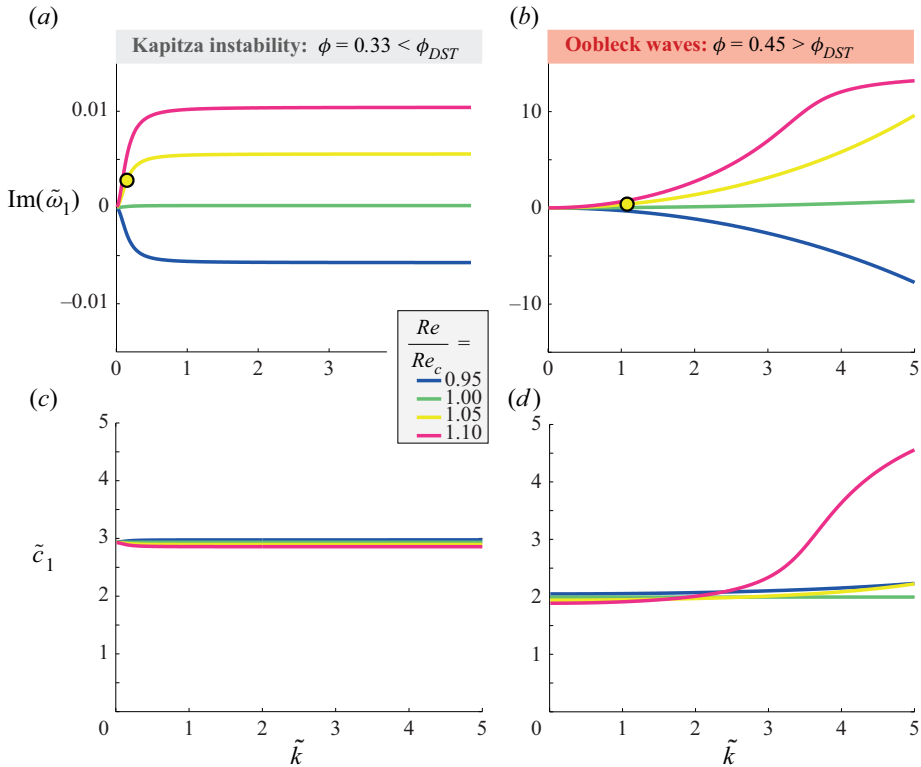 (a)
Kapitza instability: ϕ = 0.33 < ϕ_DST
0.01
Im(ω̃₁)
0
–0.01
0 1 2 3
(b)
Oobleck waves: ϕ = 0.45 > ϕ_DST
10
0
–10
0 1 2 3 4 5
Re
Re_c
=
0.95
1.00
1.05
1.10
(c)
5
4
3
c̃₁
2
1
0 1 2 3 4 5
k̃
(d)
5
4
3
2
1
0 1 2 3 4 5
k̃